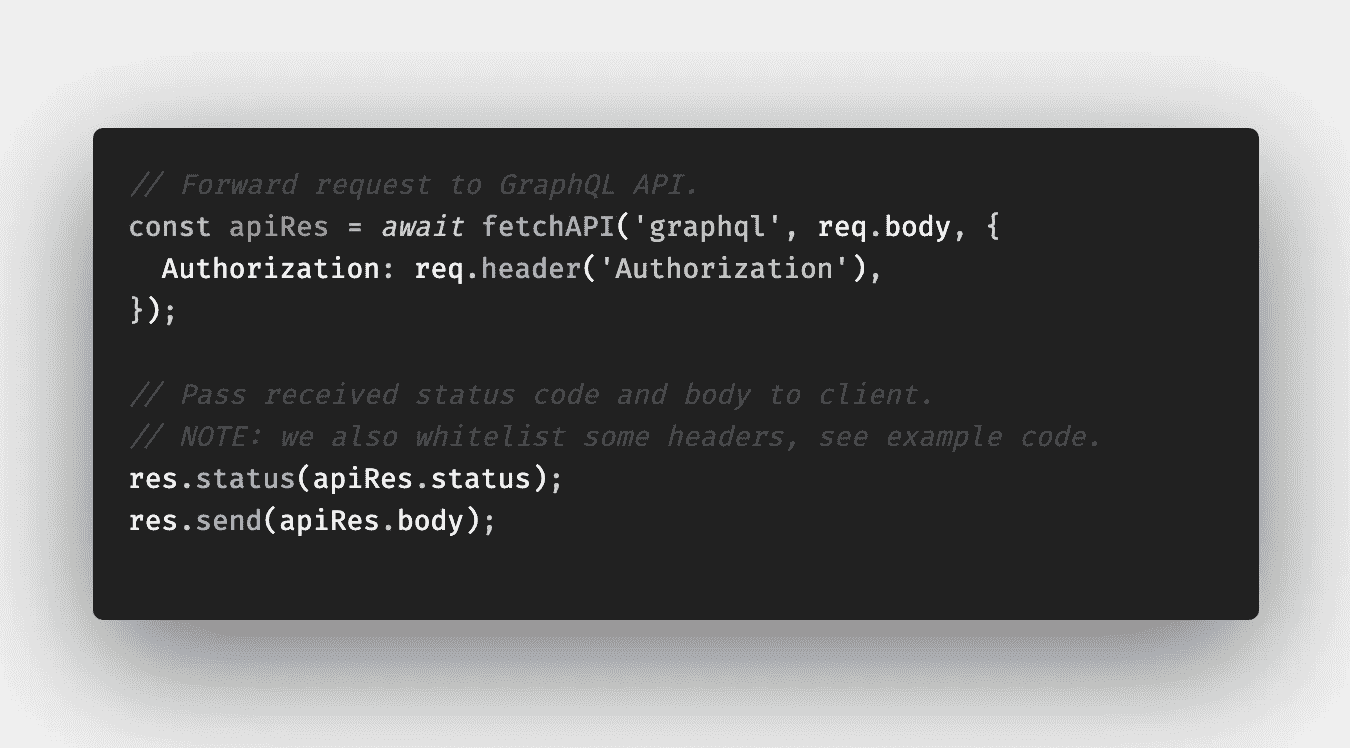 // Forward request to GraphQL API.
const apiRes = await fetchAPI('graphql', req.body, {
  Authorization: req.header('Authorization'),
});

// Pass received status code and body to client.
// NOTE: we also whitelist some headers, see example code.
res.status(apiRes.status);
res.send(apiRes.body);